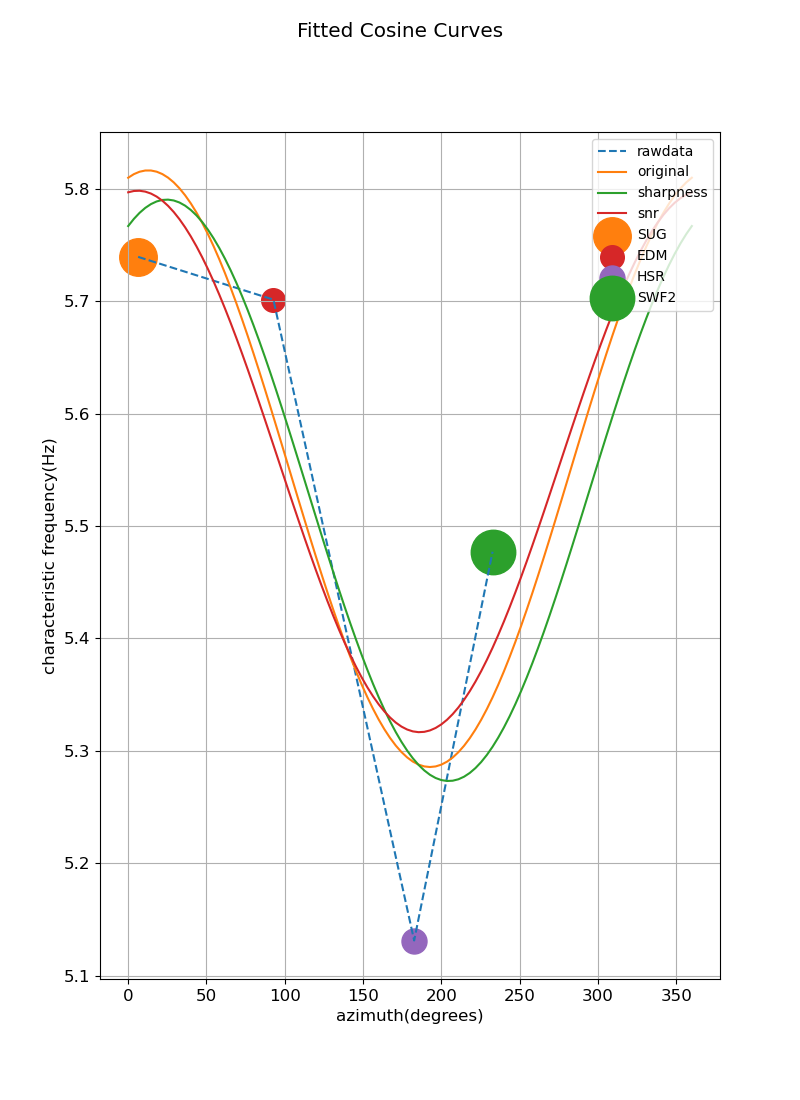 Fitted Cosine Curves
rawdata
original
sharpness
snr
SUG
EDM
HSR
SWF2
characteristic frequency(Hz)
5.8
5.7
5.6
5.5
5.4
5.3
5.2
5.1
0 50 100 150 200 250 300 350
azimuth(degrees)